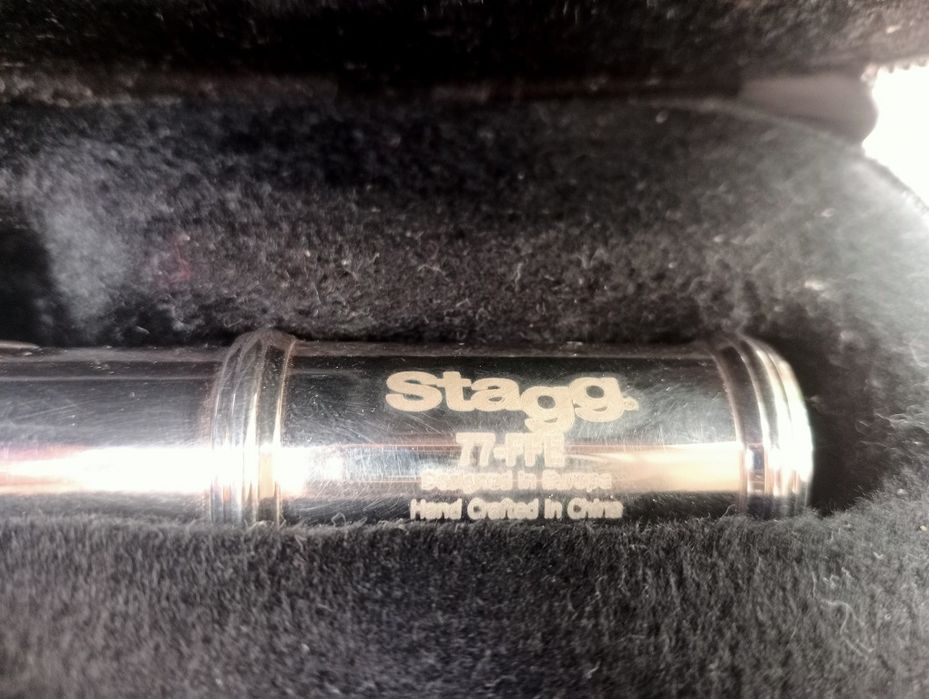 Stagg
77-FFE
Designed in Europe
Hand Crafted in China